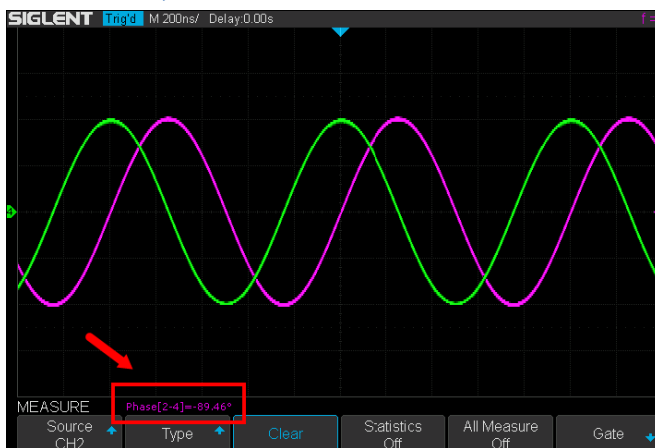 SIGLENT Trig'd M 200ns/ Delay:0.00s f =
4
MEASURE Phase[2-4]=-89.46°
Source Type Clear Statistics All Measure Gate
CH2 Off Off